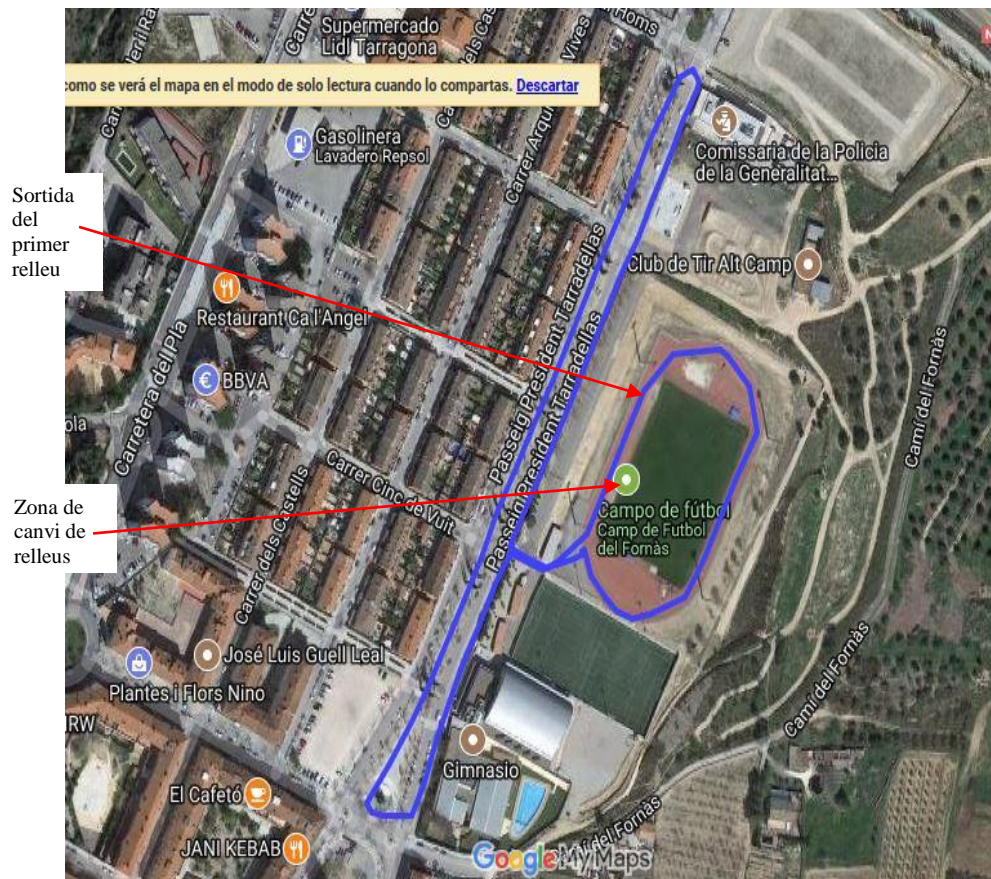 Homs
Supermercado
Lidl Tarragona
como se verá el mapa en el modo de solo lectura cuando lo compartas. Descartar
Gasolinera
Lavadero Repsol
Comissaria de la Policia
de la Generalitat...
Sortida
del
primer
relleu
Club de Tir Alt Camp
Restaurant Ca l'Angel
BBVA
Carretera del Pla
Passeig President Tarradellas
Passeig President Tarradellas
Camí del Fornàs
Carrer Cinc de Vuit
Carrer dels Castells
Zona de
canvi de
relleus
Campo de fútbol
Camp de Futbol
del Fornàs
José Luis Guell Leal
Plantes i Flors Nino
Camí del Fornàs
Gimnasio
El Cafetó
JANI KEBAB
Camí del Fornàs
Google My Maps